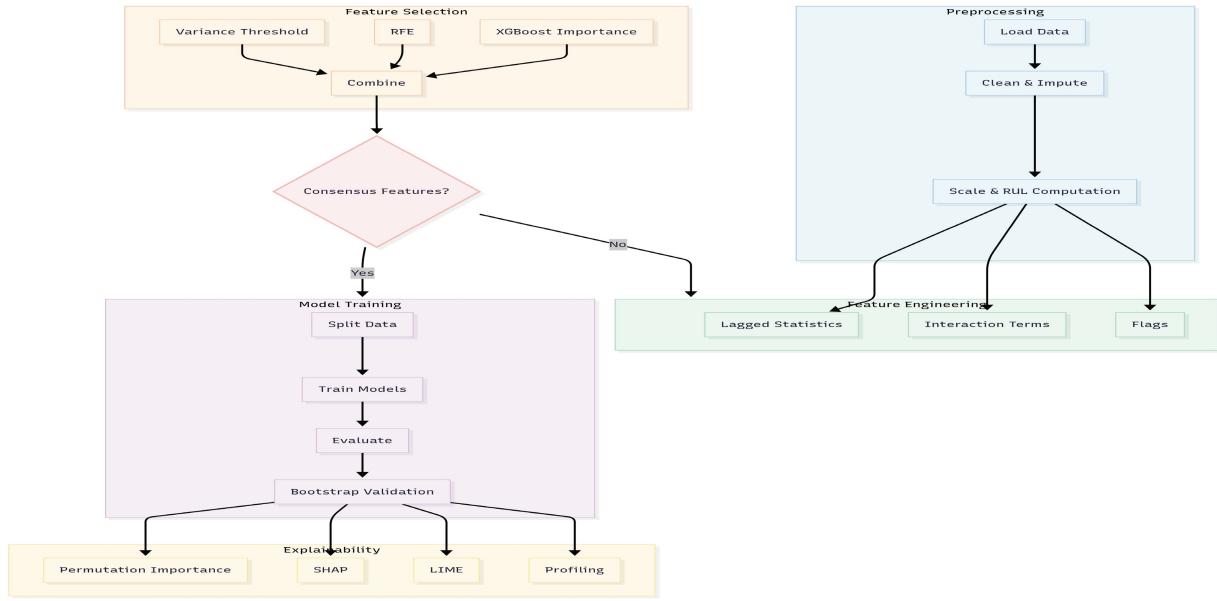 Feature Selection
Variance Threshold
RFE
XGBoost Importance
Combine
Consensus Features?
Yes
No
Preprocessing
Load Data
Clean & Impute
Scale & RUL Computation
Feature Engineering
Lagged Statistics
Interaction Terms
Flags
Model Training
Split Data
Train Models
Evaluate
Bootstrap Validation
Explainability
Permutation Importance
SHAP
LIME
Profiling